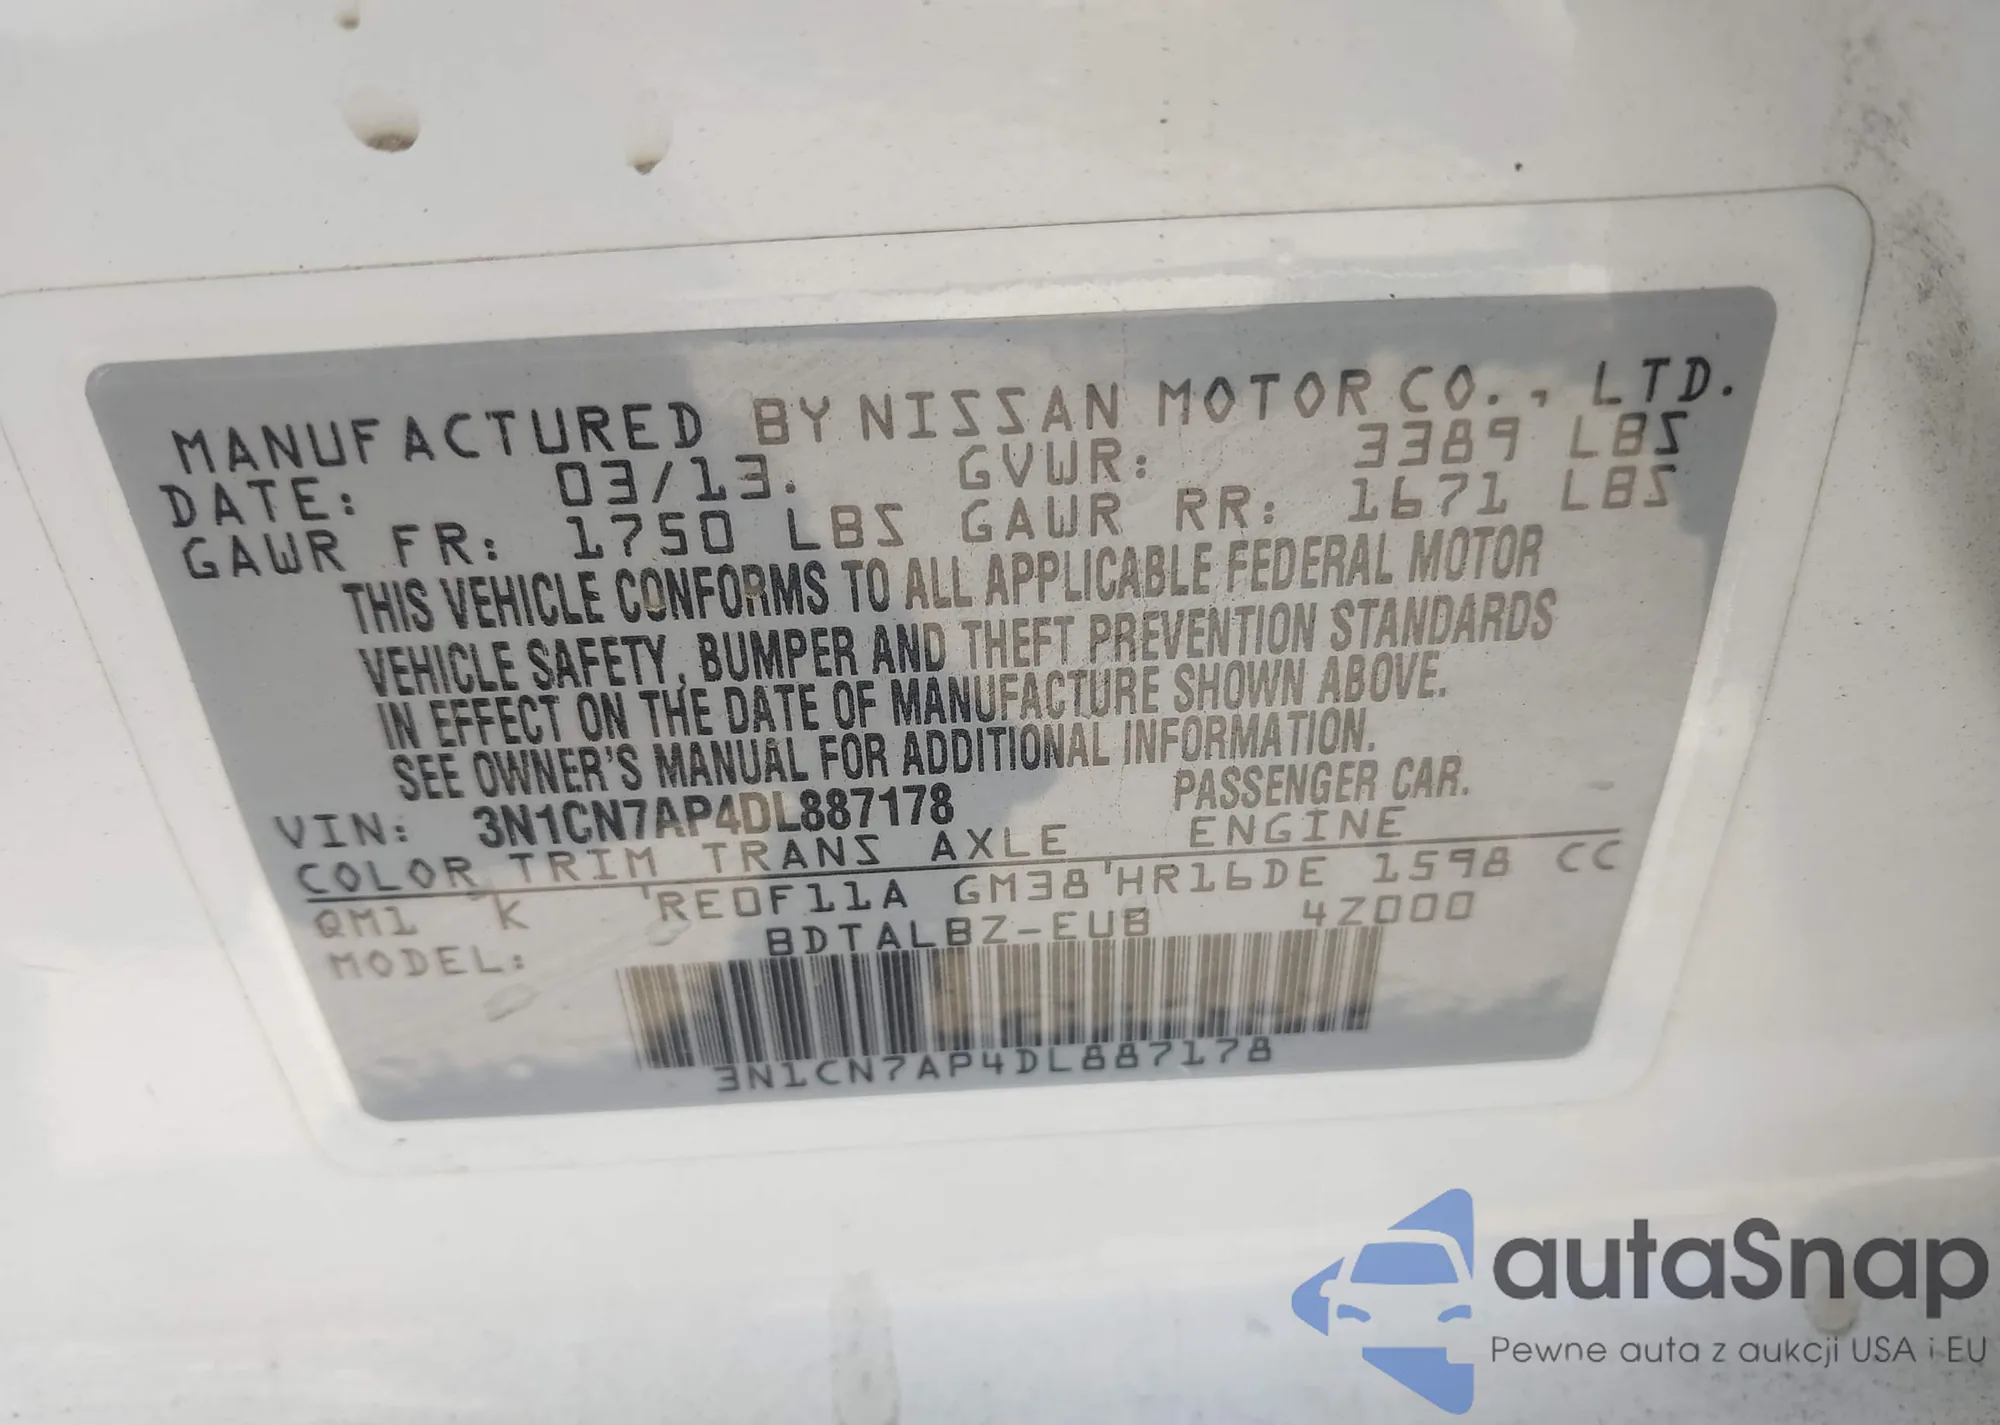 MANUFACTURED BY NISSAN MOTOR CO., LTD.
DATE: 03/13. GVWR: 3389 LBS
GAWR FR: 1750 LBS GAWR RR: 1671 LBS
THIS VEHICLE CONFORMS TO ALL APPLICABLE FEDERAL MOTOR
VEHICLE SAFETY, BUMPER AND THEFT PREVENTION STANDARDS
IN EFFECT ON THE DATE OF MANUFACTURE SHOWN ABOVE.
SEE OWNER'S MANUAL FOR ADDITIONAL INFORMATION.
VIN: 3N1CN7AP4DL887178 PASSENGER CAR.
COLOR TRIM TRANS AXLE ENGINE
QM1 K RE0F11A GM38 HR16DE 1598 CC
MODEL: BDTALBZ-EUB 4Z000
3N1CN7AP4DL887178
autaSnap
Pewne auta z aukcji USA i EU